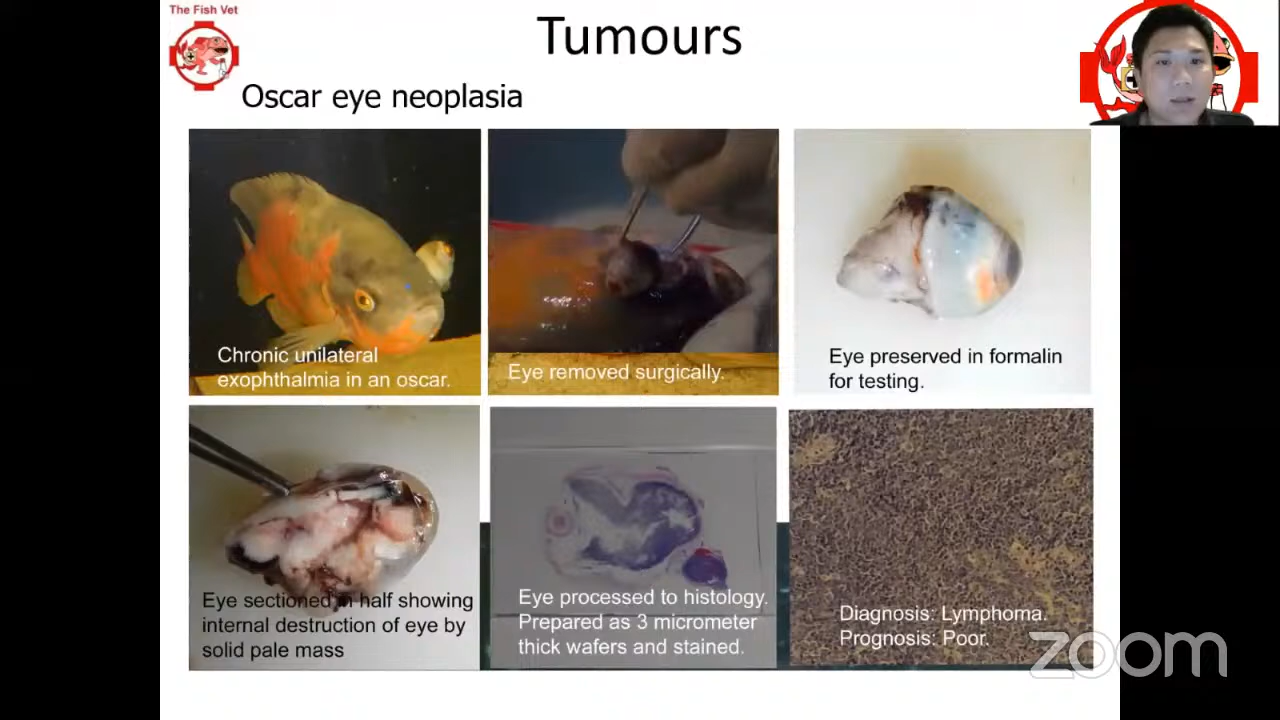 The Fish Vet
Tumours
Oscar eye neoplasia
Chronic unilateral
exophthalmia in an oscar.
Eye removed surgically.
Eye preserved in formalin
for testing.
Eye sectioned in half showing
internal destruction of eye by
solid pale mass
Eye processed to histology.
Prepared as 3 micrometer
thick wafers and stained.
Diagnosis: Lymphoma.
Prognosis: Poor.
zoom